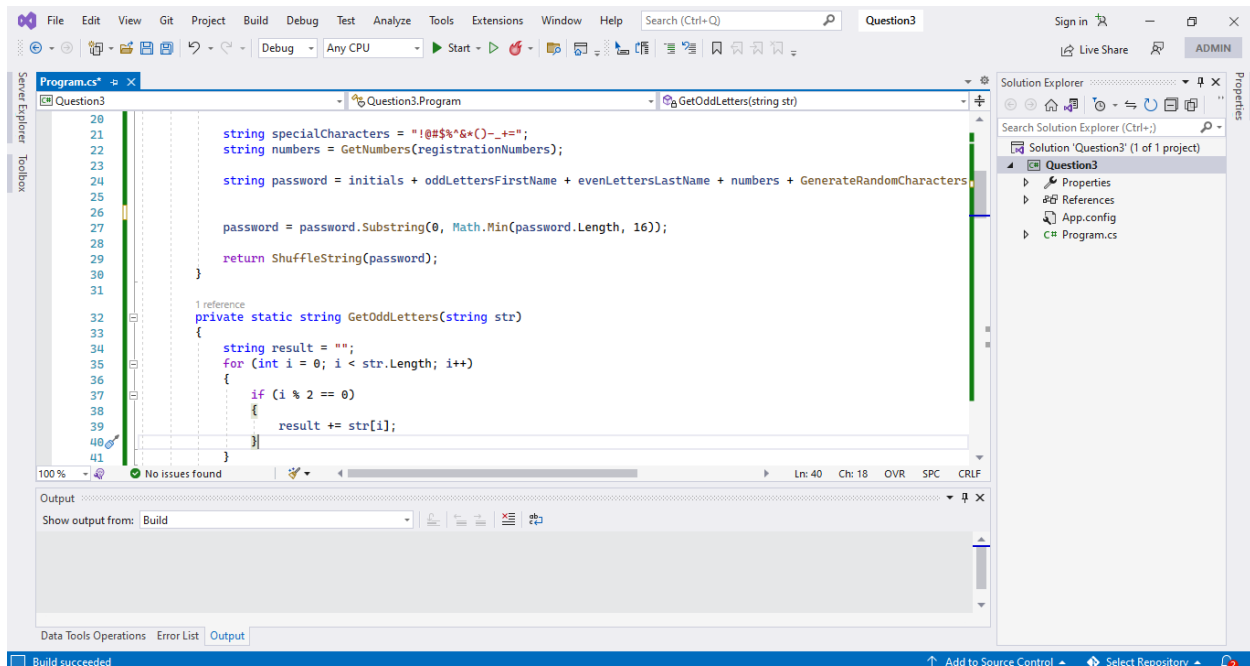 File Edit View Git Project Build Debug Test Analyze Tools Extensions Window Help Search (Ctrl+Q) Question3 Sign in
Debug Any CPU Start Live Share ADMIN
Server Explorer
Toolbox
Program.cs*
Question3 Question3.Program GetOddLetters(string str)
20
21 string specialCharacters = "!@#$%^&*()-_+=";
22 string numbers = GetNumbers(registrationNumbers);
23
24 string password = initials + oddLettersFirstName + evenLettersLastName + numbers + GenerateRandomCharacters
25
26
27 password = password.Substring(0, Math.Min(password.Length, 16));
28
29 return ShuffleString(password);
30 }
31
1 reference
32 private static string GetOddLetters(string str)
33 {
34 string result = "";
35 for (int i = 0; i < str.Length; i++)
36 {
37 if (i % 2 == 0)
38 {
39 result += str[i];
40 }
41 }
100 % No issues found Ln: 40 Ch: 18 OVR SPC CRLF
Output
Show output from: Build
Data Tools Operations Error List Output
Solution Explorer
Search Solution Explorer (Ctrl+;)
Solution 'Question3' (1 of 1 project)
C# Question3
Properties
References
App.config
C# Program.cs
Properties
Build succeeded Add to Source Control Select Repository 2